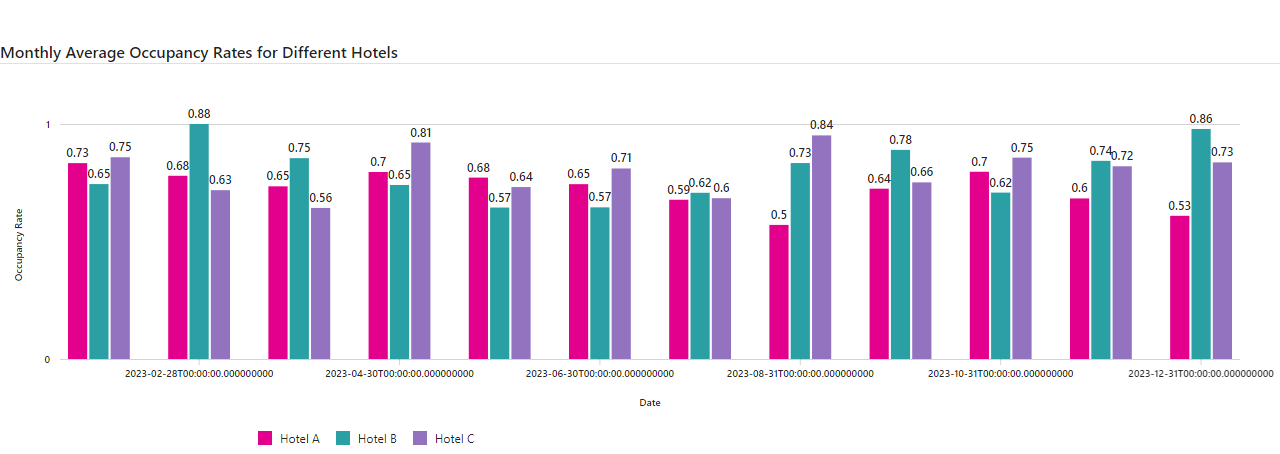 Monthly Average Occupancy Rates for Different Hotels
1
0
Occupancy Rate
0.73 0.65 0.75
0.68 0.88 0.63
0.65 0.75 0.56
0.7 0.65 0.81
0.68 0.57 0.64
0.65 0.57 0.71
0.59 0.62 0.6
0.5 0.73 0.84
0.64 0.78 0.66
0.7 0.62 0.75
0.6 0.74 0.72
0.53 0.86 0.73
2023-02-28T00:00:00.000000000 2023-04-30T00:00:00.000000000 2023-06-30T00:00:00.000000000 2023-08-31T00:00:00.000000000 2023-10-31T00:00:00.000000000 2023-12-31T00:00:00.000000000
Date
Hotel A Hotel B Hotel C